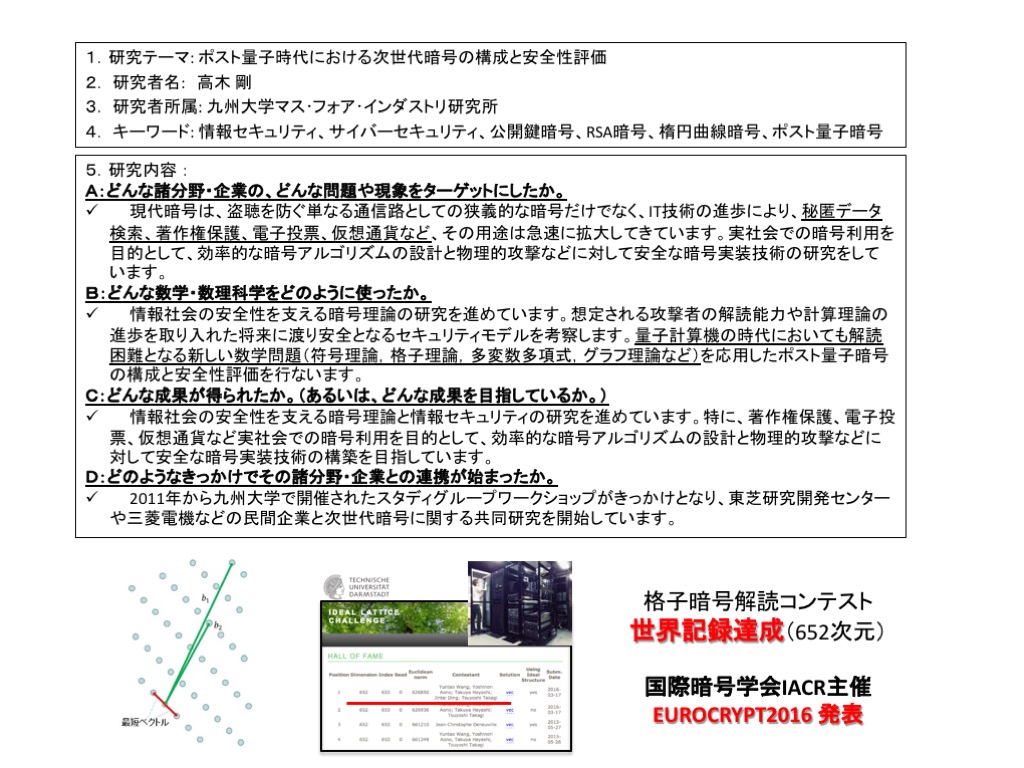 １．研究テーマ：ポスト量子時代における次世代暗号の構成と安全性評価
２．研究者名： 高木 剛
３．研究者所属：九州大学マス・フォア・インダストリ研究所
４．キーワード：情報セキュリティ、サイバーセキュリティ、公開鍵暗号、RSA暗号、楕円曲線暗号、ポスト量子暗号
５．研究内容：
A：どんな諸分野・企業の、どんな問題や現象をターゲットにしたか。
✓ 現代暗号は、盗聴を防ぐ単なる通信路としての狭義的な暗号だけでなく、IT技術の進歩により、秘匿データ
検索、著作権保護、電子投票、仮想通貨など、その用途は急速に拡大してきています。実社会での暗号利用を
目的として、効率的な暗号アルゴリズムの設計と物理的攻撃などに対して安全な暗号実装技術の研究をして
います。
B：どんな数学・数理科学をどのように使ったか。
✓ 情報社会の安全性を支える暗号理論の研究を進めています。想定される攻撃者の解読能力や計算理論の
進歩を取り入れた将来に渡り安全となるセキュリティモデルを考察します。量子計算機の時代においても解読
困難となる新しい数学問題（符号理論，格子理論，多変数多項式，グラフ理論など）を応用したポスト量子暗号
の構成と安全性評価を行ないます。
C：どんな成果が得られたか。（あるいは、どんな成果を目指しているか。）
✓ 情報社会の安全性を支える暗号理論と情報セキュリティの研究を進めています。特に、著作権保護、電子投
票、仮想通貨など実社会での暗号利用を目的として、効率的な暗号アルゴリズムの設計と物理的攻撃などに
対して安全な暗号実装技術の構築を目指しています。
D：どのようなきっかけでその諸分野・企業との連携が始まったか。
✓ 2011年から九州大学で開催されたスタディグループワークショップがきっかけとなり、東芝研究開発センター
や三菱電機などの民間企業と次世代暗号に関する共同研究を開始しています。
b1
b2
最短ベクトル
TECHNISCHE
UNIVERSITÄT
DARMSTADT
IDEAL LATTICE
CHALLENGE
HALL OF FAME
Position Dimension Index Seed Euclidean norm Contestant Solution Using Ideal Structure Subm. Date
1 652 653 0 Yuntao Wang, Yoshinori Aono, Takuya Hayashi, Jintai Ding, Tsuyoshi Takagi vec yes
2 652 653 0 Aono, Takuya Hayashi, Tsuyoshi Takagi vec no
3 652 653 0 Jean-Christophe Deneuville vec yes
4 652 653 0 Yuntao Wang, Yoshinori Aono, Takuya Hayashi, Tsuyoshi Takagi vec no
格子暗号解読コンテスト
世界記録達成（652次元）
国際暗号学会IACR主催
EUROCRYPT2016 発表